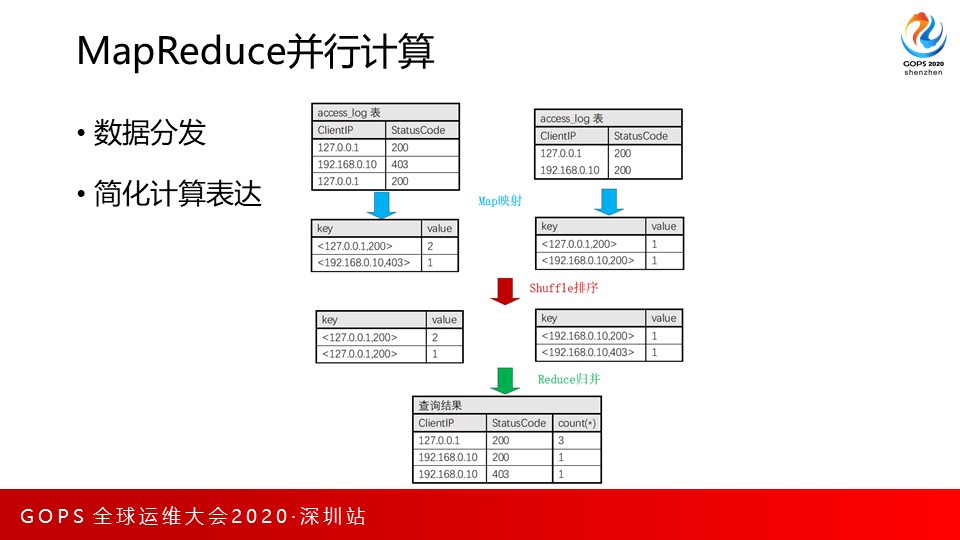 MapReduce并行计算
GOPS 2020
shenzhen
• 数据分发
• 简化计算表达
access_log 表
ClientIP StatusCode
127.0.0.1 200
192.168.0.10 403
127.0.0.1 200
access_log 表
ClientIP StatusCode
127.0.0.1 200
192.168.0.10 200
Map映射
key value
<127.0.0.1,200> 2
<192.168.0.10,403> 1
key value
<127.0.0.1,200> 1
<192.168.0.10,200> 1
Shuffle排序
key value
<127.0.0.1,200> 2
<127.0.0.1,200> 1
key value
<192.168.0.10,200> 1
<192.168.0.10,403> 1
Reduce归并
查询结果
ClientIP StatusCode count(*)
127.0.0.1 200 3
192.168.0.10 200 1
192.168.0.10 403 1
GOPS 全球运维大会2020·深圳站